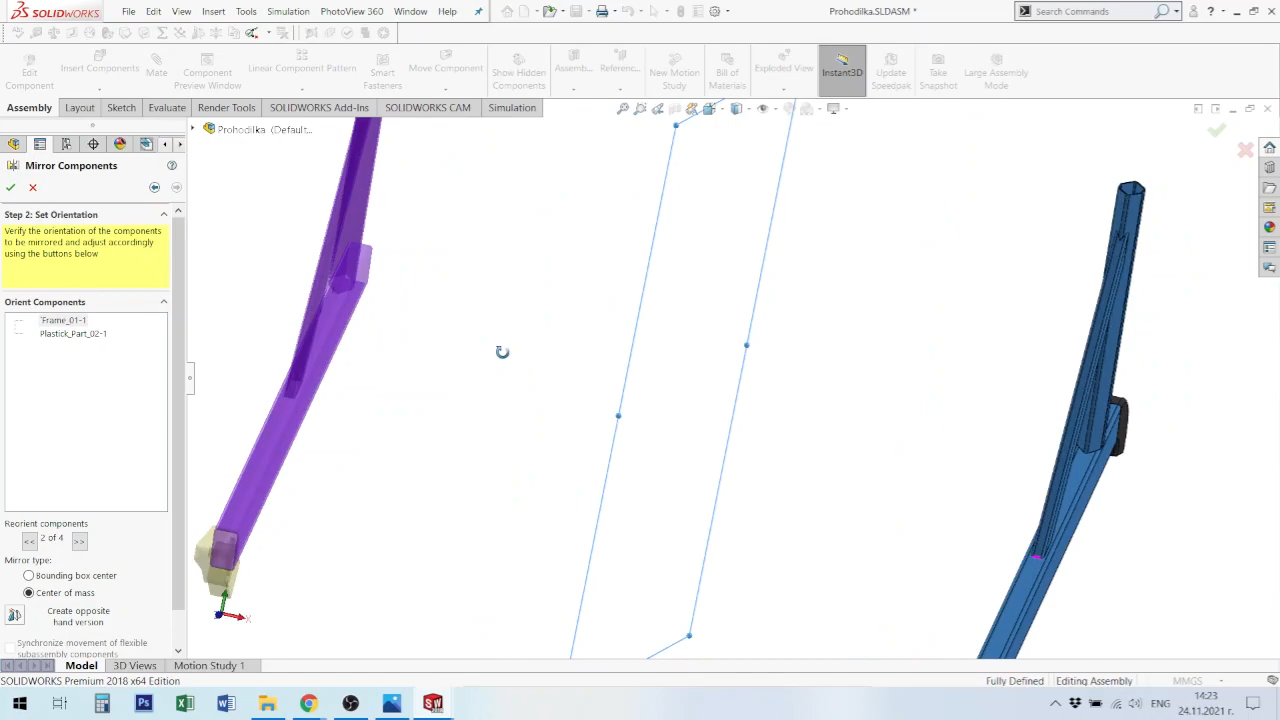 SOLIDWORKS File Edit View Insert Tools Simulation PhotoView 360 Window Help Prohodilka.SLDASM * Search Commands
Edit Component Insert Components Mate Component Preview Window Linear Component Pattern Smart Fasteners Move Component Show Hidden Components Assemb... Referenc... New Motion Study Bill of Materials Exploded View Instant3D Update Speedpak Take Snapshot Large Assembly Mode
Assembly Layout Sketch Evaluate Render Tools SOLIDWORKS Add-Ins SOLIDWORKS CAM Simulation
Prohodilka (Default...
Mirror Components
Step 2: Set Orientation
Verify the orientation of the components
to be mirrored and adjust accordingly
using the buttons below
Orient Components
Frame_01-1
Plastick_Part_02-1
Reorient components
<< 2 of 4 >>
Mirror type:
Bounding box center
Center of mass
Create opposite
hand version
Synchronize movement of flexible
subassembly components
X
Model 3D Views Motion Study 1
SOLIDWORKS Premium 2018 x64 Edition Fully Defined Editing Assembly MMGS
ENG 14:23
24.11.2021 г.